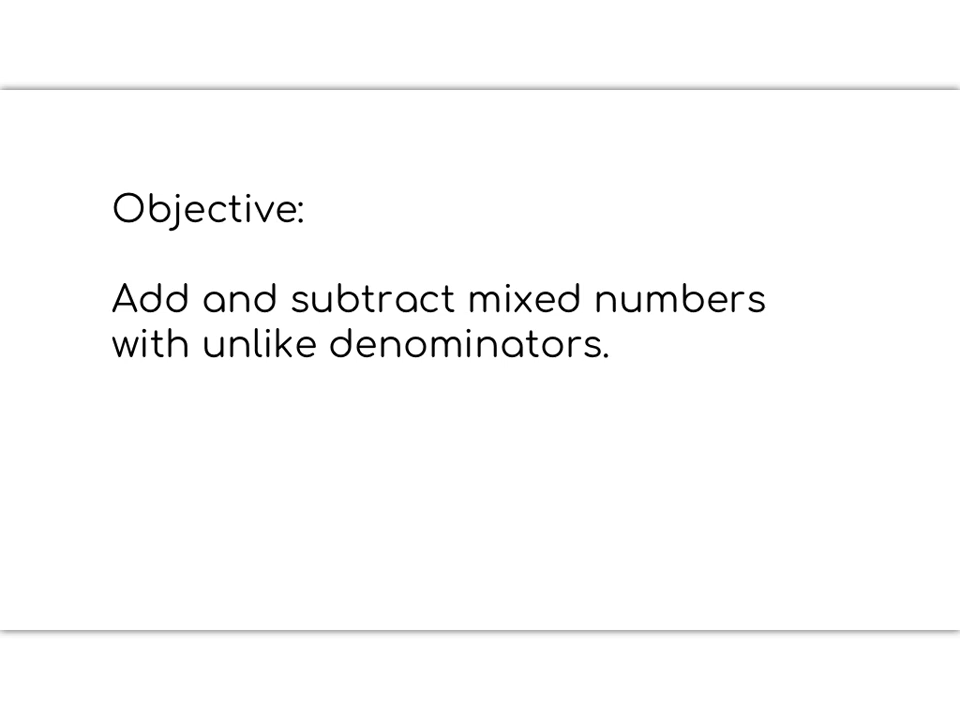 Objective:
Add and subtract mixed numbers
with unlike denominators.